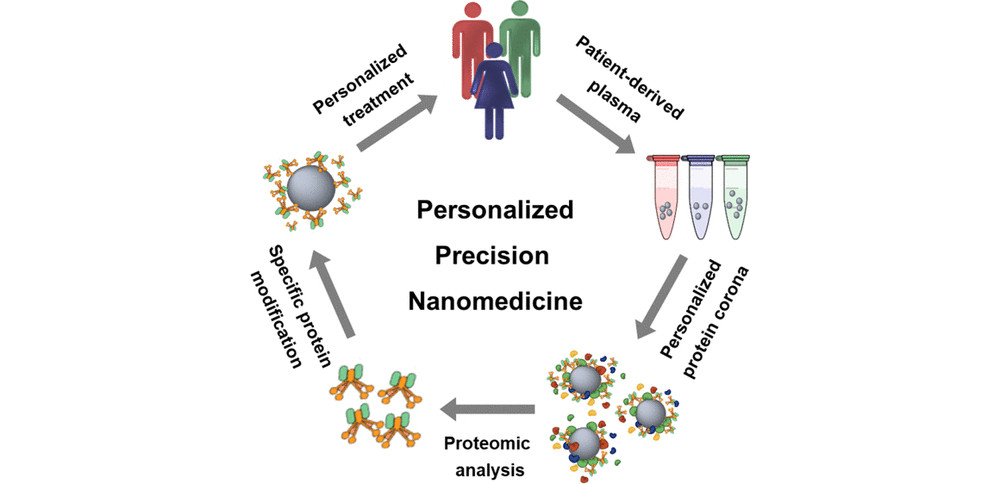 Personalized
treatment
Patient-derived
plasma
Personalized
Precision
Nanomedicine
Specific protein
modification
Personalized
protein corona
Proteomic
analysis